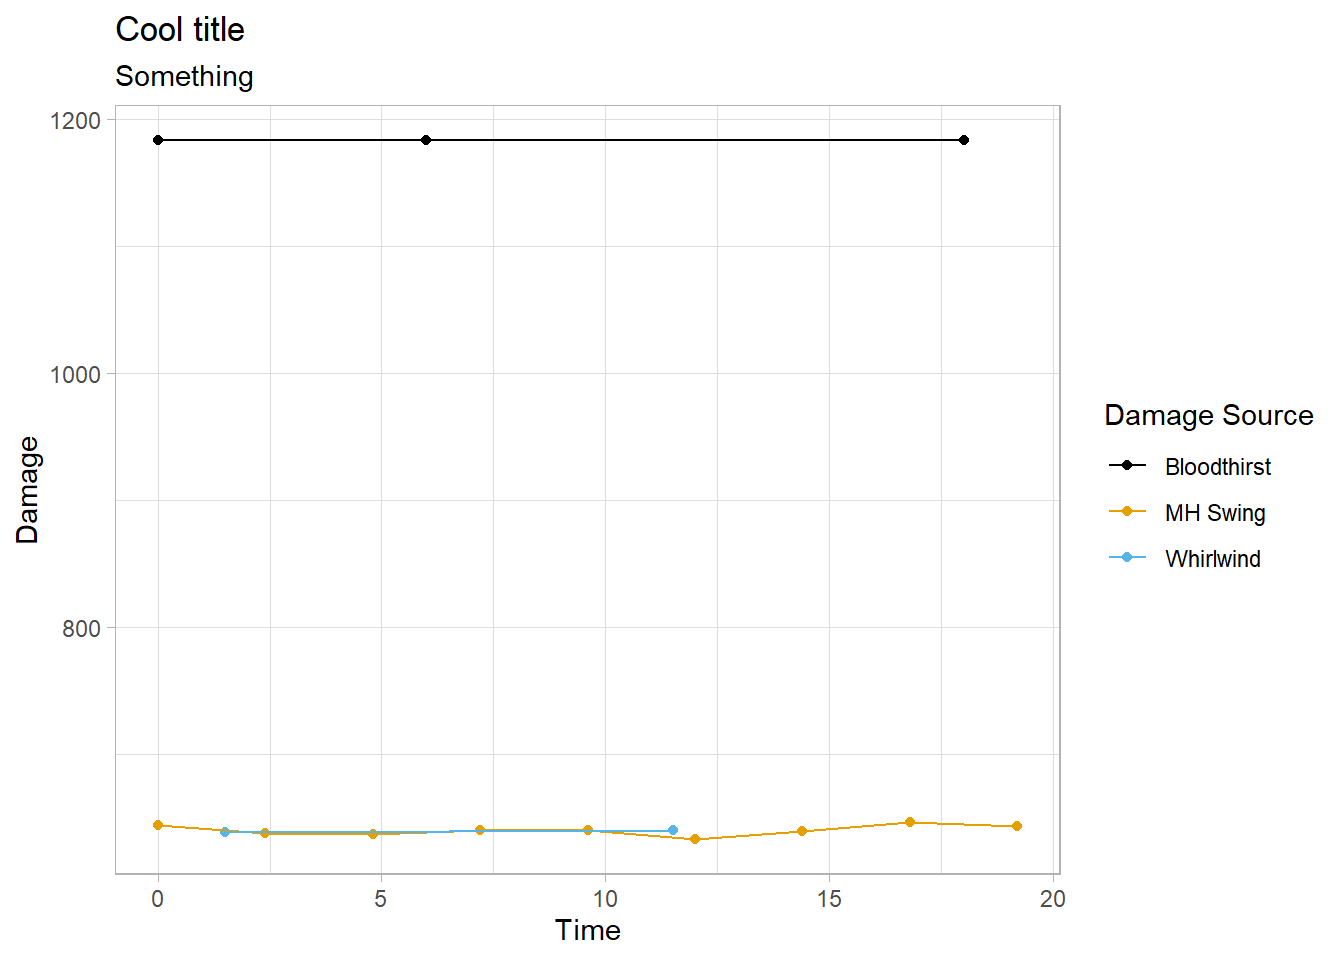 Cool title
Something
1200
1000
800
Damage
0 5 10 15 20
Time
Damage Source
Bloodthirst
MH Swing
Whirlwind